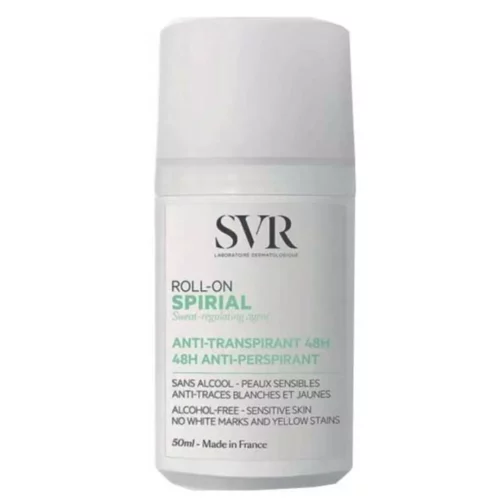 SVR
LABORATOIRE DERMATOLOGIQUE
ROLL-ON
SPIRIAL
Sweat-regulating agent
ANTI-TRANSPIRANT 48H
48H ANTI-PERSPIRANT
SANS ALCOOL - PEAUX SENSIBLES
ANTI-TRACES BLANCHES ET JAUNES
ALCOHOL-FREE - SENSITIVE SKIN
NO WHITE MARKS AND YELLOW STAINS
50ml - Made in France